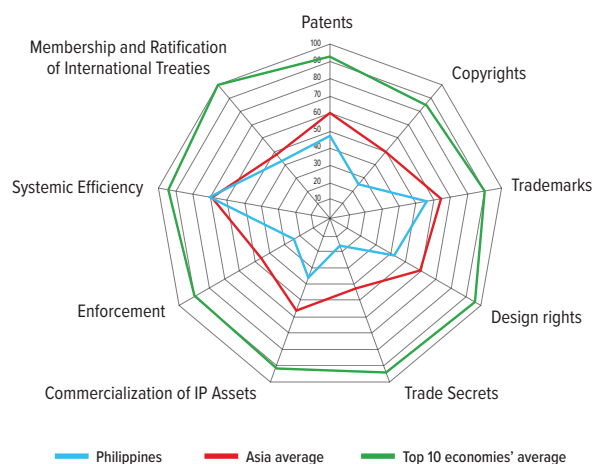 Patents
Membership and Ratification
of International Treaties
Copyrights
100
90
80
70
60
50
40
30
20
10
Systemic Efficiency
Trademarks
Enforcement
Design rights
Commercialization of IP Assets
Trade Secrets
Philippines
Asia average
Top 10 economies' average